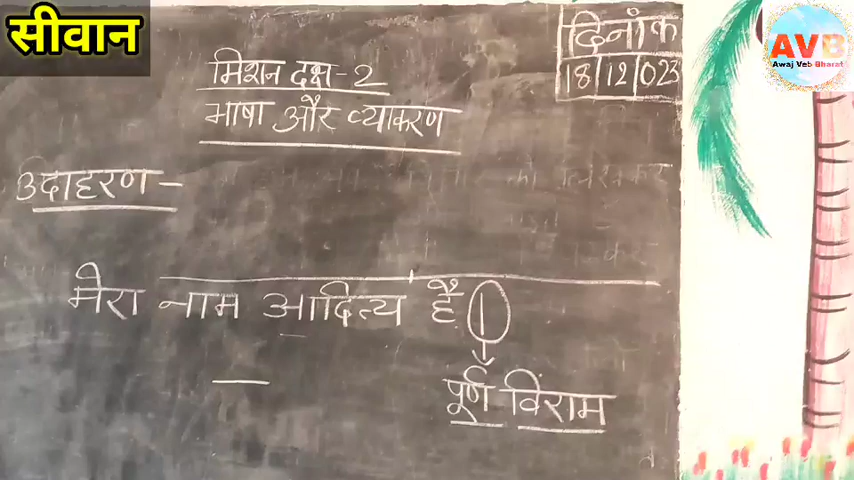 सीवान
दिनांक
18/12/023
AVB
Awaj Veb Bharat
मिशन दक्ष-2
भाषा और व्याकरण
उदाहरण-
मेरा नाम आदित्य है।
पूर्ण विराम